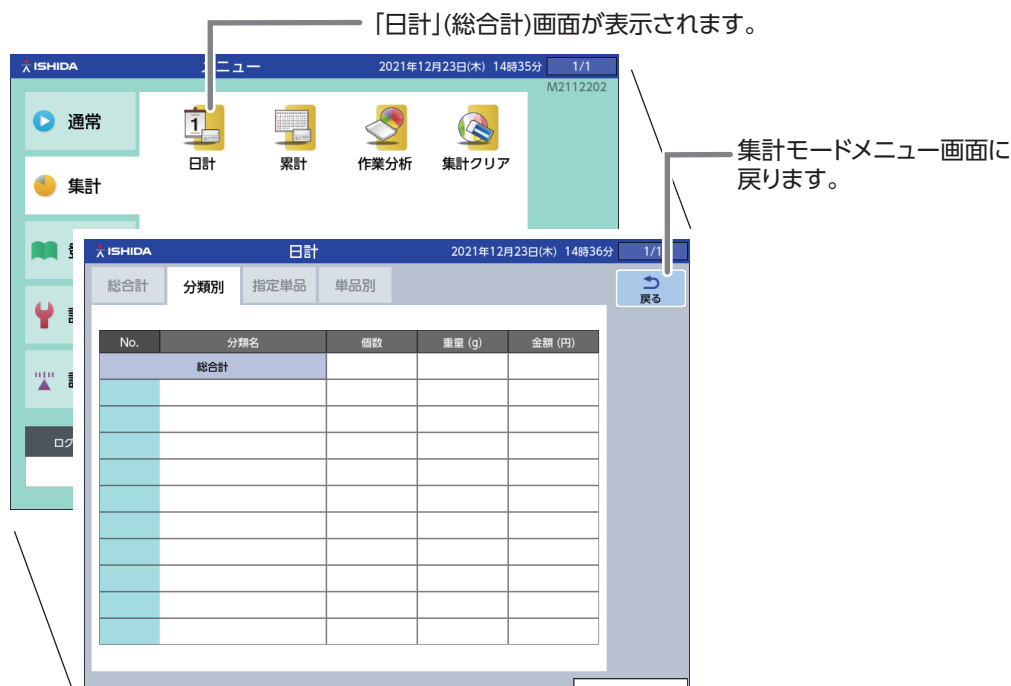 「日計」(総合計)画面が表示されます。
ISHIDA メニュー 2021年12月23日(木) 14時35分 1/1
M2112202
通常
日計 累計 作業分析 集計クリア
集計
集計モードメニュー画面に
戻ります。
ISHIDA 日計 2021年12月23日(木) 14時36分 1/1
総合計 分類別 指定単品 単品別
戻る
No. 分類名 個数 重量 (g) 金額 (円)
総合計
ログ